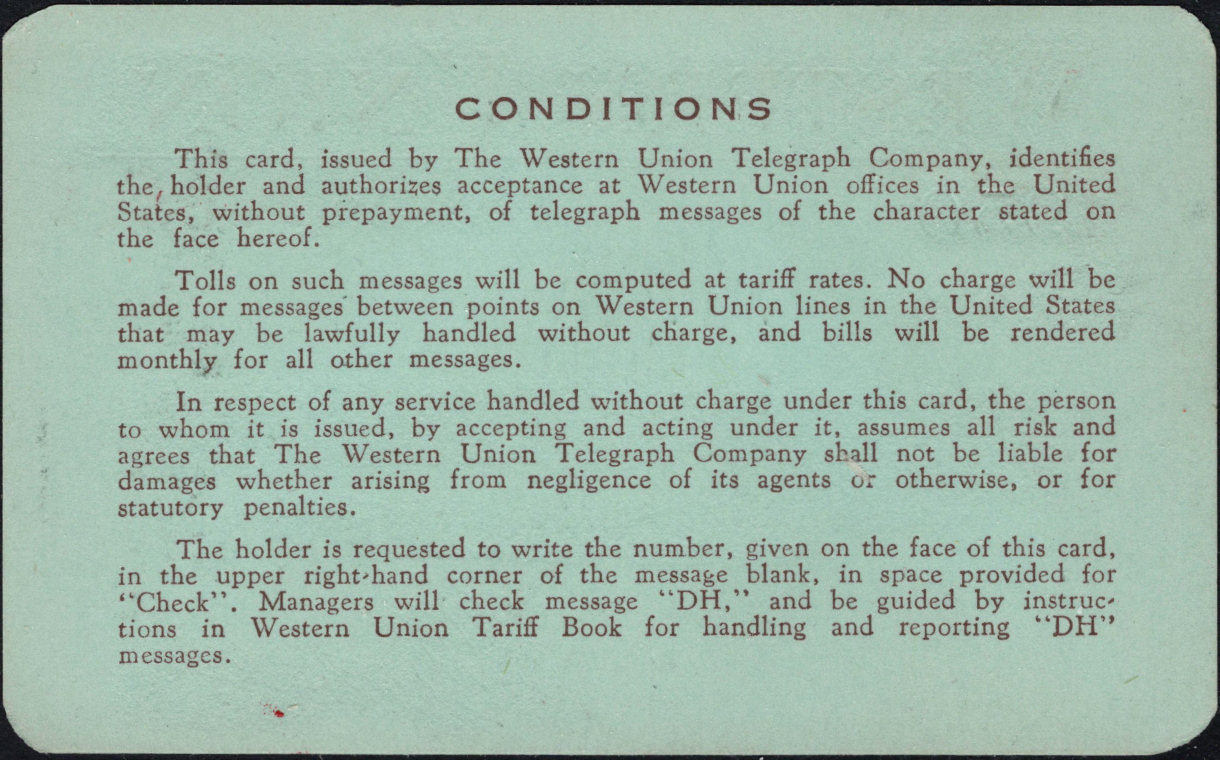 CONDITIONS
This card, issued by The Western Union Telegraph Company, identifies
the holder and authorizes acceptance at Western Union offices in the United
States, without prepayment, of telegraph messages of the character stated on
the face hereof.
Tolls on such messages will be computed at tariff rates. No charge will be
made for messages between points on Western Union lines in the United States
that may be lawfully handled without charge, and bills will be rendered
monthly for all other messages.
In respect of any service handled without charge under this card, the person
to whom it is issued, by accepting and acting under it, assumes all risk and
agrees that The Western Union Telegraph Company shall not be liable for
damages whether arising from negligence of its agents or otherwise, or for
statutory penalties.
The holder is requested to write the number, given on the face of this card,
in the upper right-hand corner of the message blank, in space provided for
“Check”. Managers will check message “DH,” and be guided by instruc-
tions in Western Union Tariff Book for handling and reporting “DH”
messages.